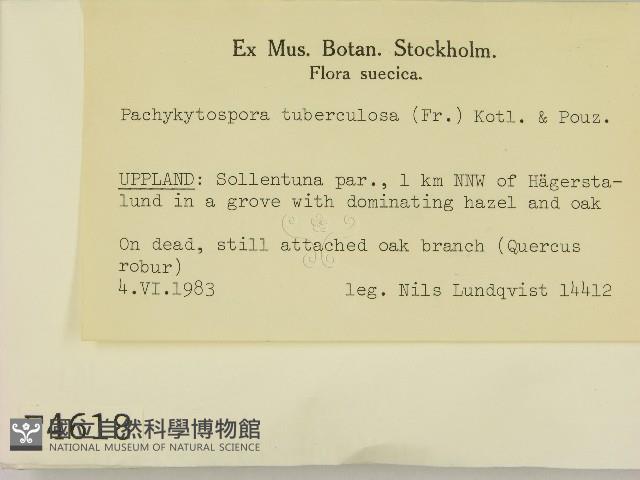 Ex Mus. Botan. Stockholm.
Flora suecica.
Pachykytospora tuberculosa (Fr.) Kotl. & Pouz.
UPPLAND: Sollentuna par., 1 km NNW of Hägersta-
lund in a grove with dominating hazel and oak
On dead, still attached oak branch (Quercus
robur)
4.VI.1983 leg. Nils Lundqvist 14412
74618
國立自然科學博物館
NATIONAL MUSEUM OF NATURAL SCIENCE